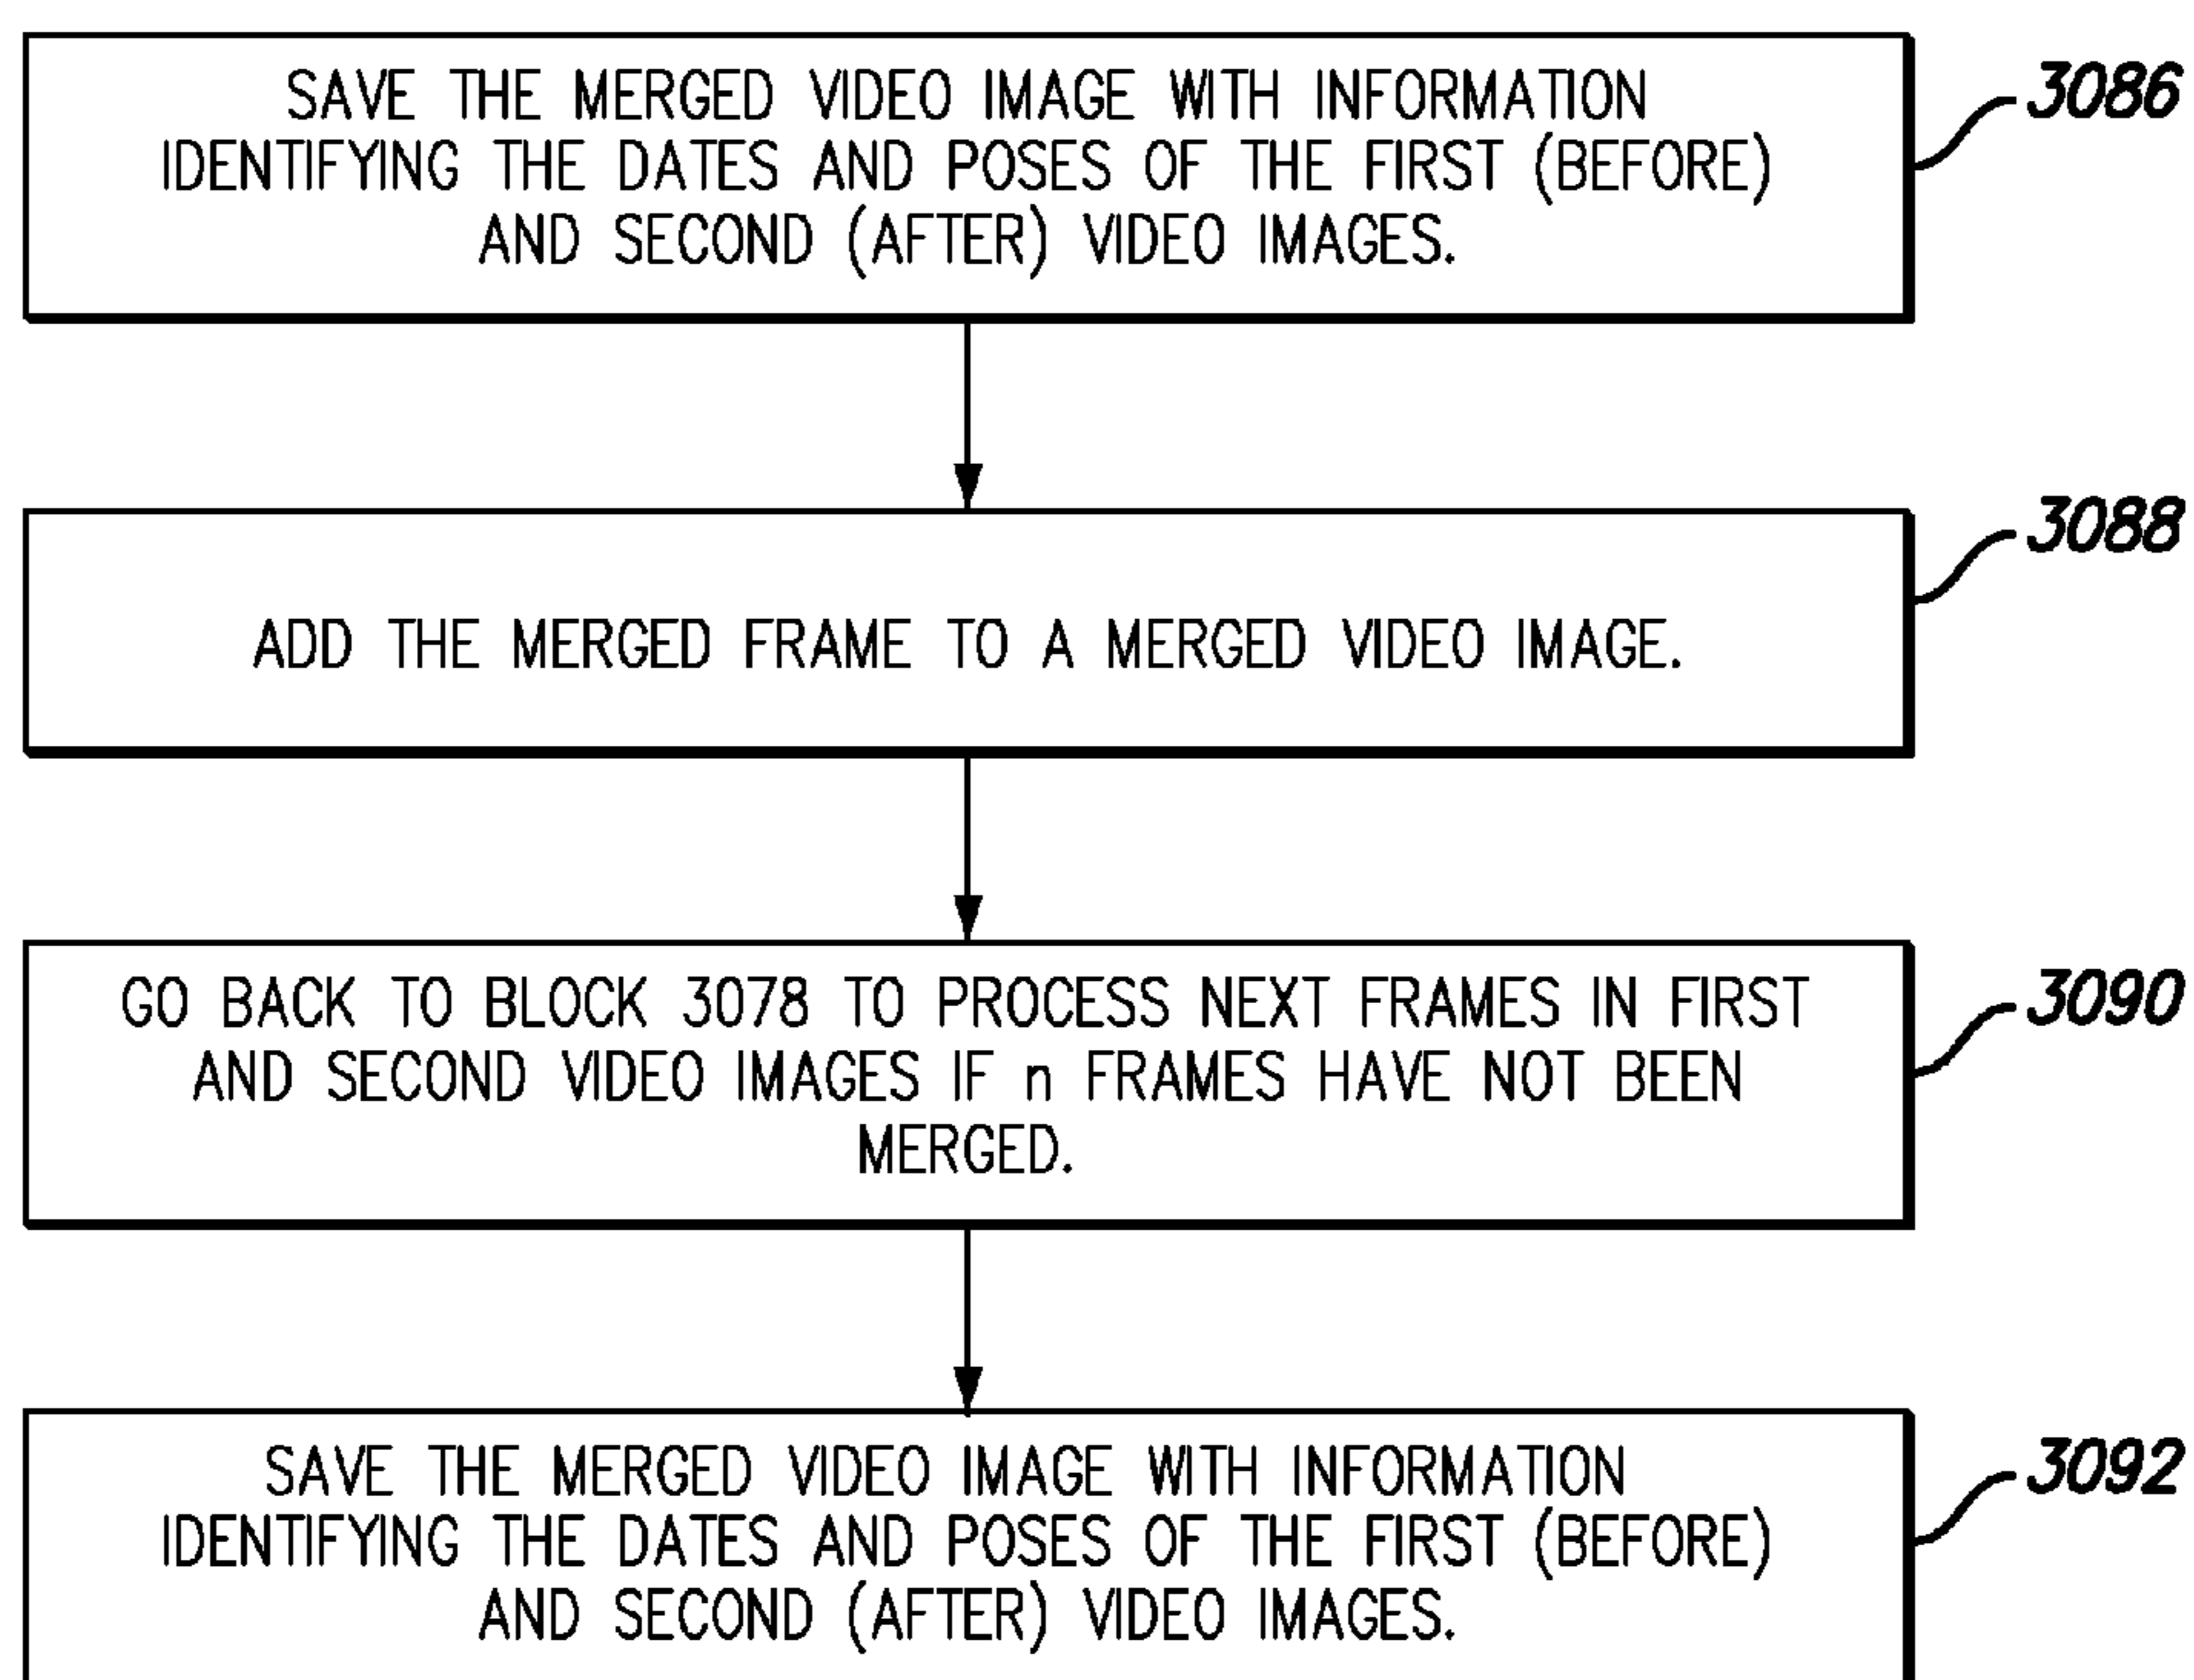 SAVE THE MERGED VIDEO IMAGE WITH INFORMATION
IDENTIFYING THE DATES AND POSES OF THE FIRST (BEFORE)
AND SECOND (AFTER) VIDEO IMAGES.
3086
ADD THE MERGED FRAME TO A MERGED VIDEO IMAGE.
3088
GO BACK TO BLOCK 3078 TO PROCESS NEXT FRAMES IN FIRST
AND SECOND VIDEO IMAGES IF n FRAMES HAVE NOT BEEN
MERGED.
3090
SAVE THE MERGED VIDEO IMAGE WITH INFORMATION
IDENTIFYING THE DATES AND POSES OF THE FIRST (BEFORE)
AND SECOND (AFTER) VIDEO IMAGES.
3092